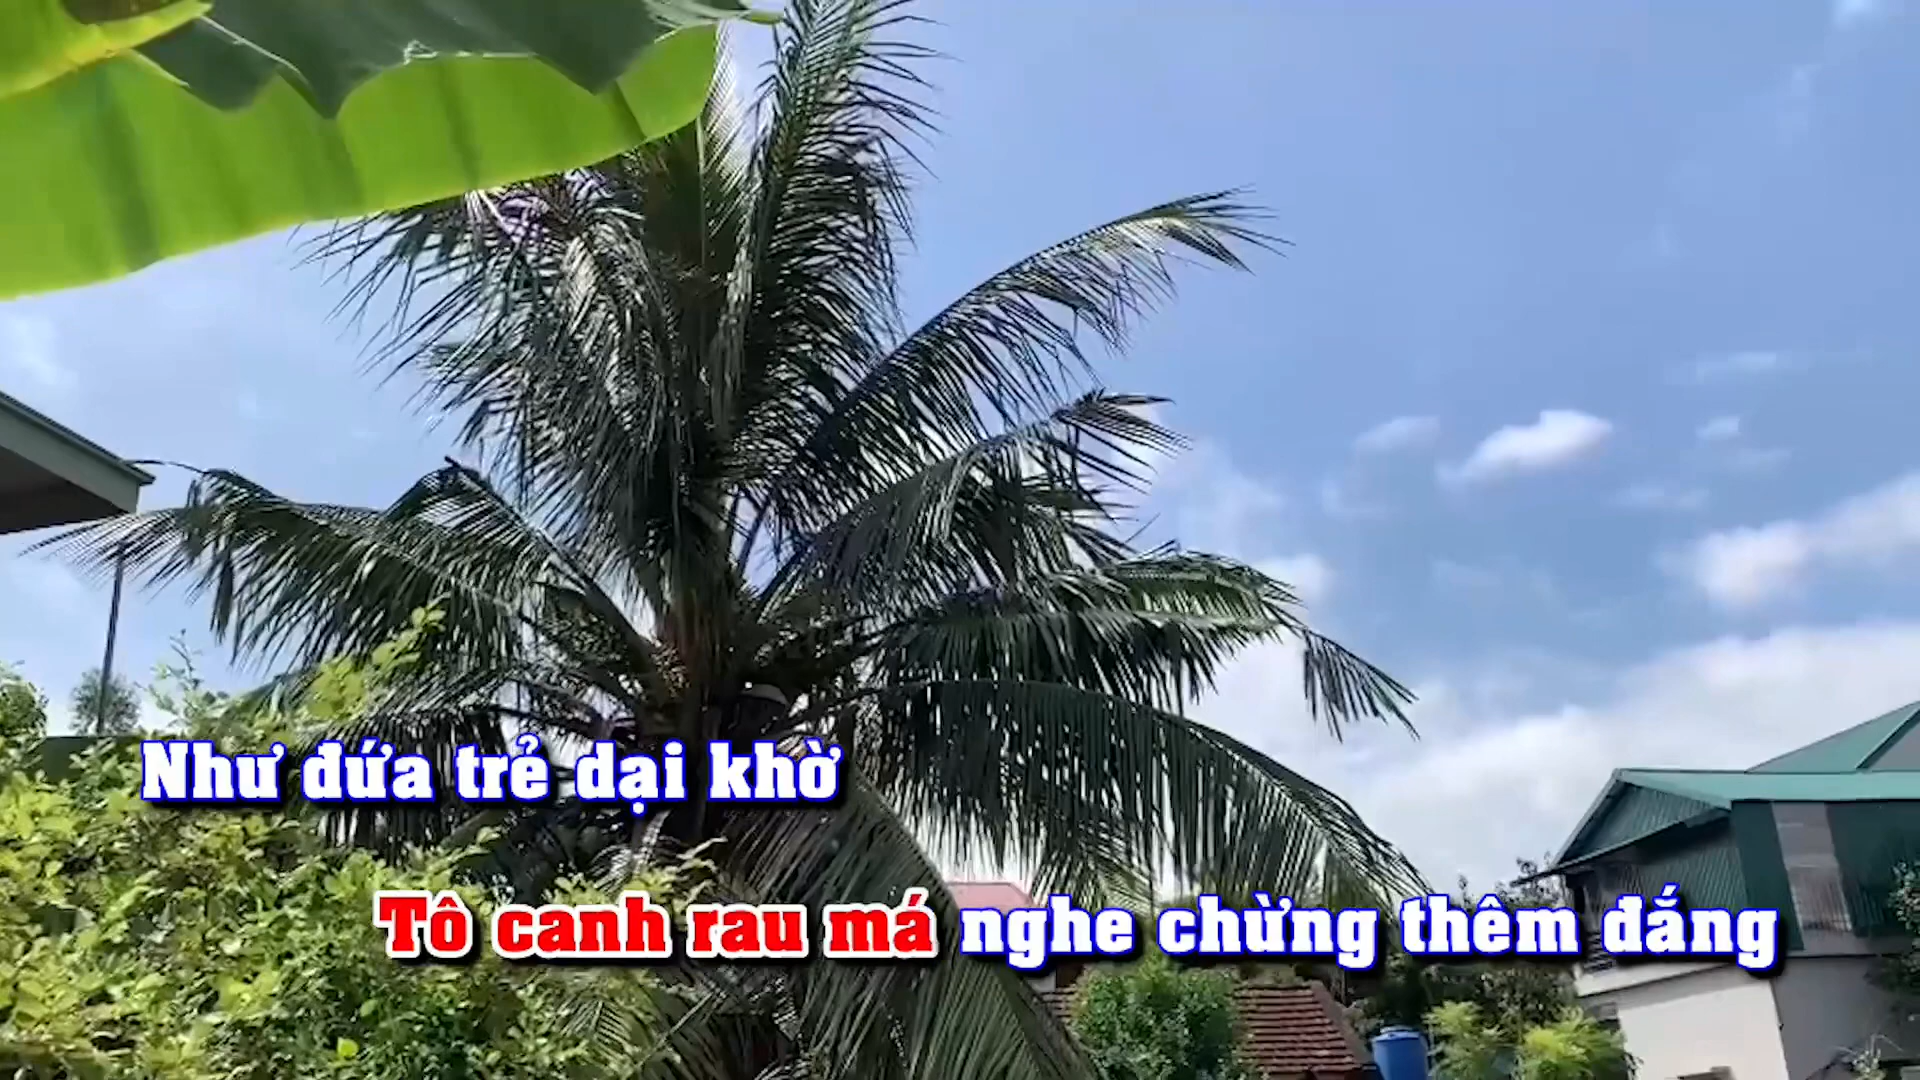 Như đứa trẻ dại khờ
Tô canh rau má nghe chừng thêm đắng